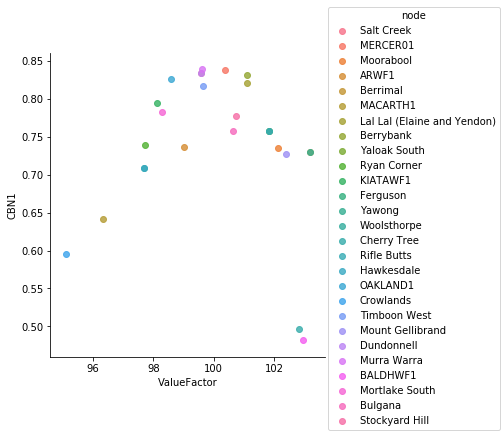 node
Salt Creek
MERCER01
Moorabool
ARWF1
Berrimal
MACARTH1
Lal Lal (Elaine and Yendon)
Berrybank
Yaloak South
Ryan Corner
KIATAWF1
Ferguson
Yawong
Woolsthorpe
Cherry Tree
Rifle Butts
Hawkesdale
OAKLAND1
Crowlands
Timboon West
Mount Gellibrand
Dundonnell
Murra Warra
BALDHWF1
Mortlake South
Bulgana
Stockyard Hill
CBN1
0.85
0.80
0.75
0.70
0.65
0.60
0.55
0.50
96 98 100 102
ValueFactor